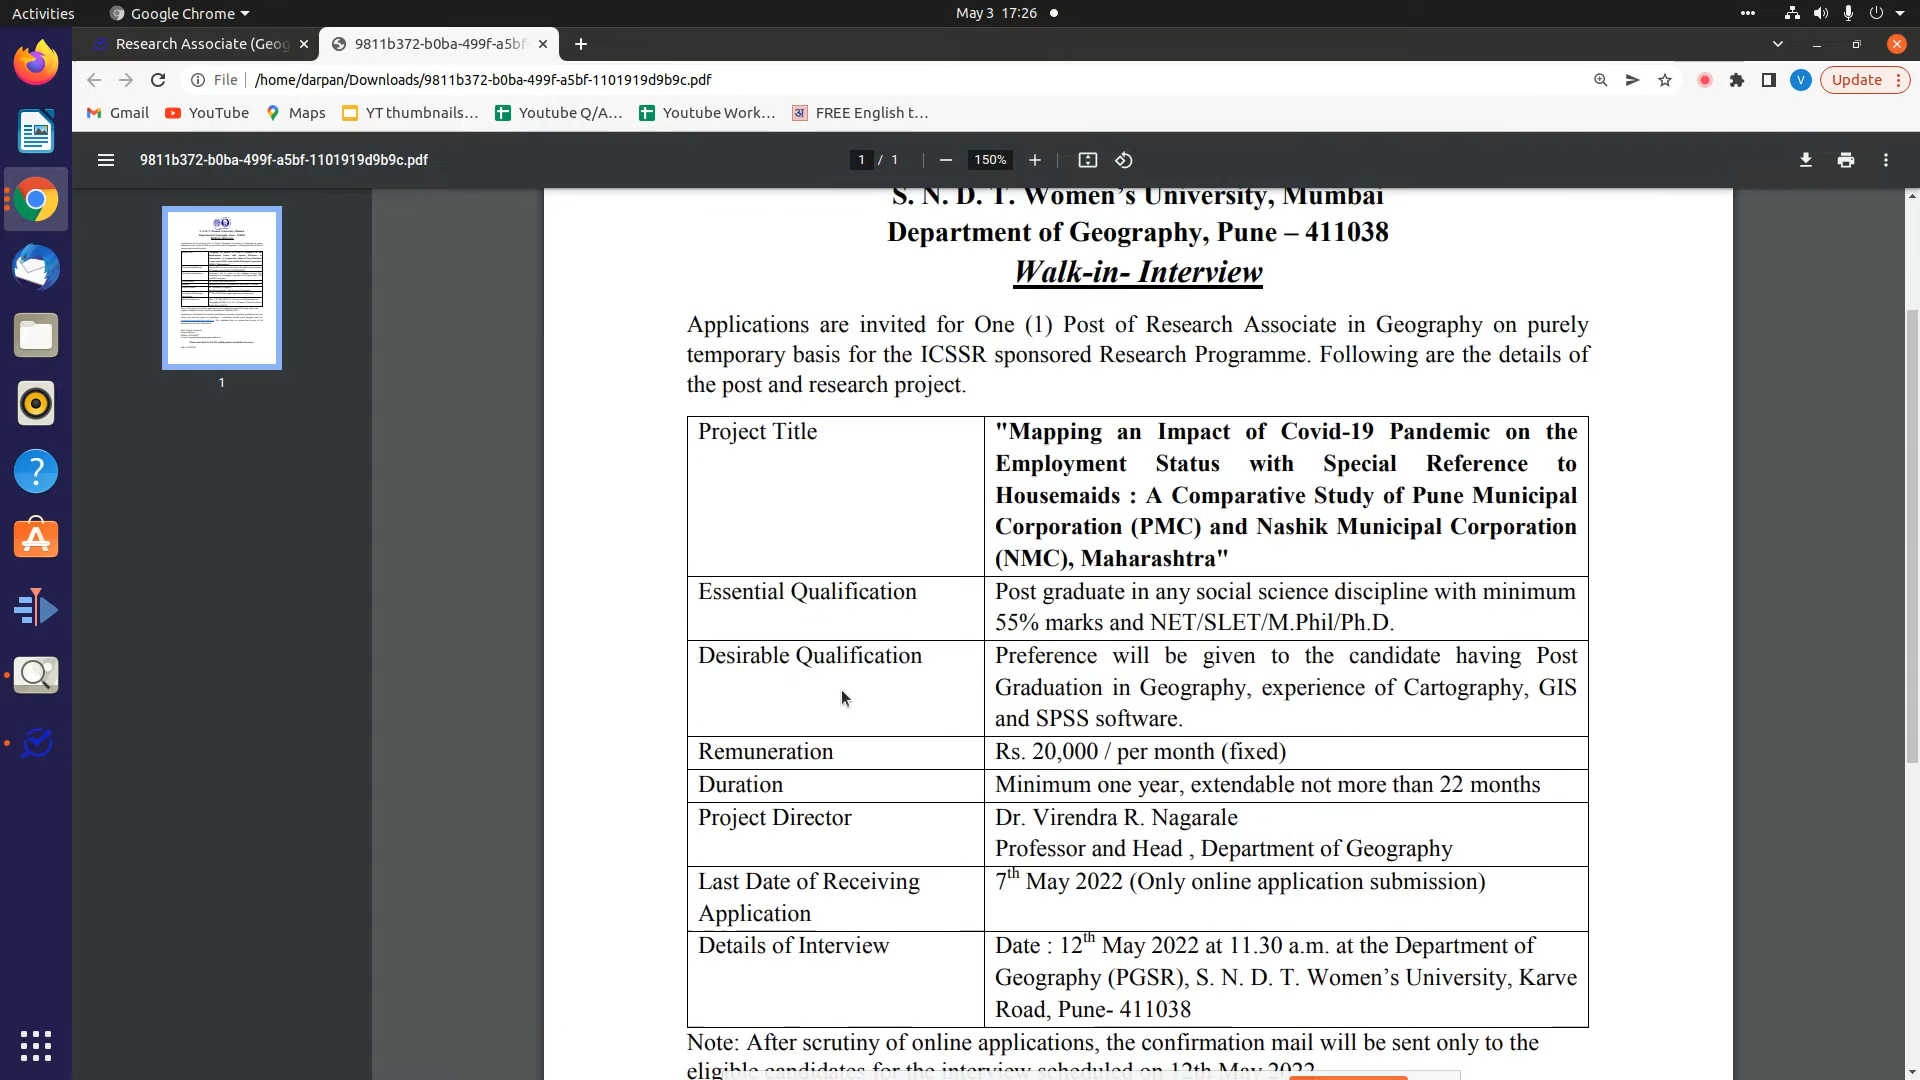 Activities
Google Chrome
May 3 17:26
Research Associate (Geog
9811b372-b0ba-499f-a5bf-
File
/home/darpan/Downloads/9811b372-b0ba-499f-a5bf-1101919d9b9c.pdf
V
Update
Gmail
YouTube
Maps
YT thumbnails...
Youtube Q/A...
Youtube Work...
FREE English t...
9811b372-b0ba-499f-a5bf-1101919d9b9c.pdf
1 / 1
150%
1
S. N. D. T. Women's University, Mumbai
Department of Geography, Pune – 411038
Walk-in- Interview
Applications are invited for One (1) Post of Research Associate in Geography on purely
temporary basis for the ICSSR sponsored Research Programme. Following are the details of
the post and research project.
Project Title
"Mapping an Impact of Covid-19 Pandemic on the
Employment Status with Special Reference to
Housemaids : A Comparative Study of Pune Municipal
Corporation (PMC) and Nashik Municipal Corporation
(NMC), Maharashtra"
Essential Qualification
Post graduate in any social science discipline with minimum
55% marks and NET/SLET/M.Phil/Ph.D.
Desirable Qualification
Preference will be given to the candidate having Post
Graduation in Geography, experience of Cartography, GIS
and SPSS software.
Remuneration
Rs. 20,000 / per month (fixed)
Duration
Minimum one year, extendable not more than 22 months
Project Director
Dr. Virendra R. Nagarale
Professor and Head , Department of Geography
Last Date of Receiving
Application
7th May 2022 (Only online application submission)
Details of Interview
Date : 12th May 2022 at 11.30 a.m. at the Department of
Geography (PGSR), S. N. D. T. Women's University, Karve
Road, Pune- 411038
Note: After scrutiny of online applications, the confirmation mail will be sent only to the
eligible candidates for the interview scheduled on 12th May 2022